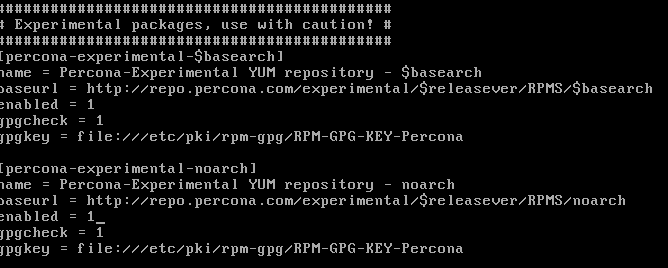 ############################################
# Experimental packages, use with caution! #
############################################
[percona-experimental-$basearch]
name = Percona-Experimental YUM repository - $basearch
baseurl = http://repo.percona.com/experimental/$releasever/RPMS/$basearch
enabled = 1
gpgcheck = 1
gpgkey = file:///etc/pki/rpm-gpg/RPM-GPG-KEY-Percona
[percona-experimental-noarch]
name = Percona-Experimental YUM repository - noarch
baseurl = http://repo.percona.com/experimental/$releasever/RPMS/noarch
enabled = 1
gpgcheck = 1
gpgkey = file:///etc/pki/rpm-gpg/RPM-GPG-KEY-Percona